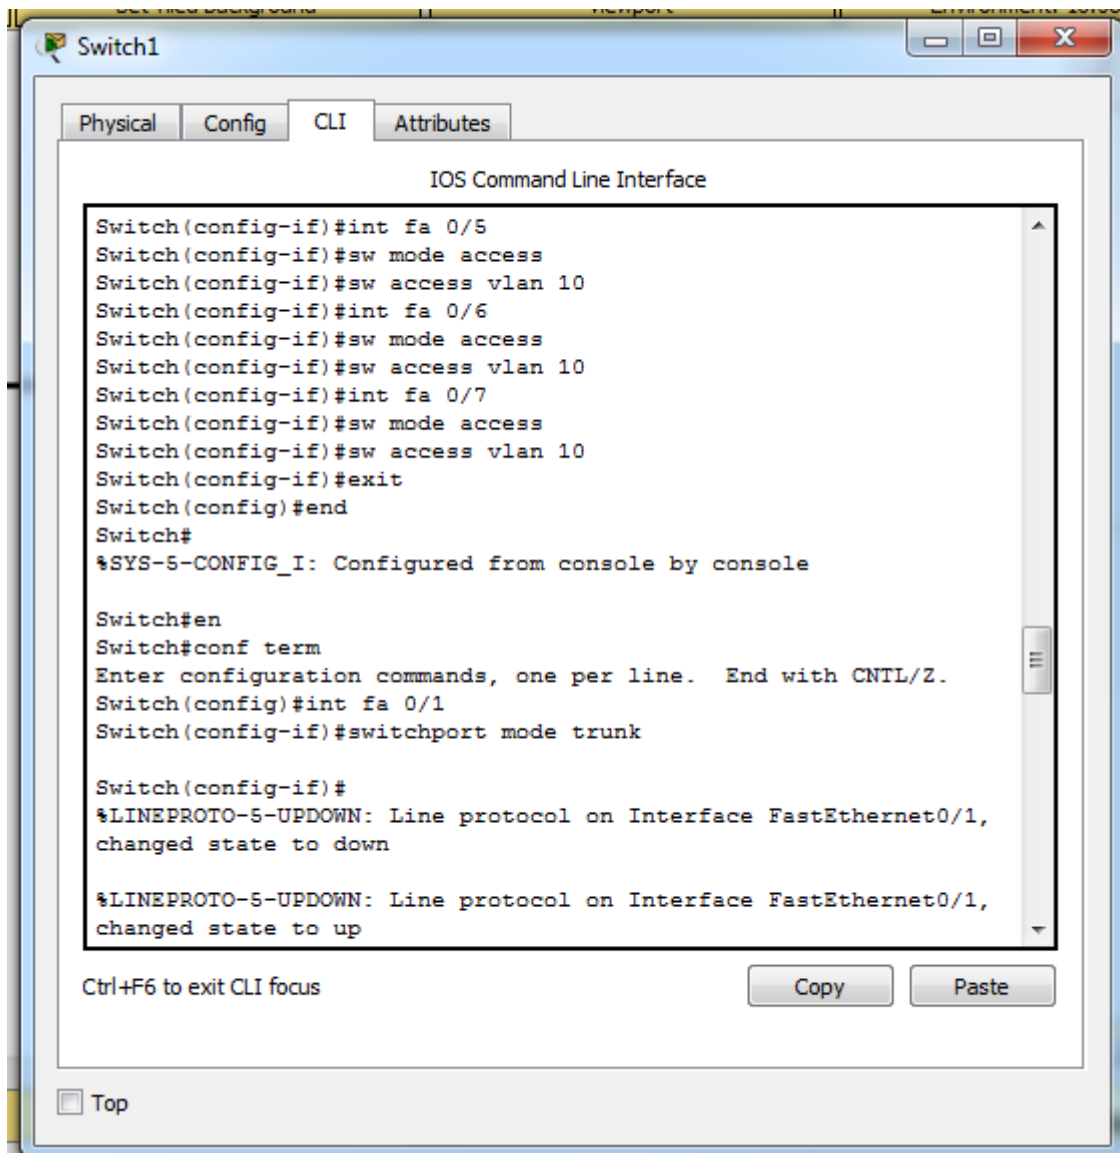 Set Tiled Background
Viewport
Switch1
Physical Config CLI Attributes
IOS Command Line Interface
Switch(config-if)#int fa 0/5
Switch(config-if)#sw mode access
Switch(config-if)#sw access vlan 10
Switch(config-if)#int fa 0/6
Switch(config-if)#sw mode access
Switch(config-if)#sw access vlan 10
Switch(config-if)#int fa 0/7
Switch(config-if)#sw mode access
Switch(config-if)#sw access vlan 10
Switch(config-if)#exit
Switch(config)#end
Switch#
%SYS-5-CONFIG_I: Configured from console by console
Switch#en
Switch#conf term
Enter configuration commands, one per line.  End with CNTL/Z.
Switch(config)#int fa 0/1
Switch(config-if)#switchport mode trunk
Switch(config-if)#
%LINEPROTO-5-UPDOWN: Line protocol on Interface FastEthernet0/1,
changed state to down
%LINEPROTO-5-UPDOWN: Line protocol on Interface FastEthernet0/1,
changed state to up
Ctrl+F6 to exit CLI focus
Copy Paste
Top